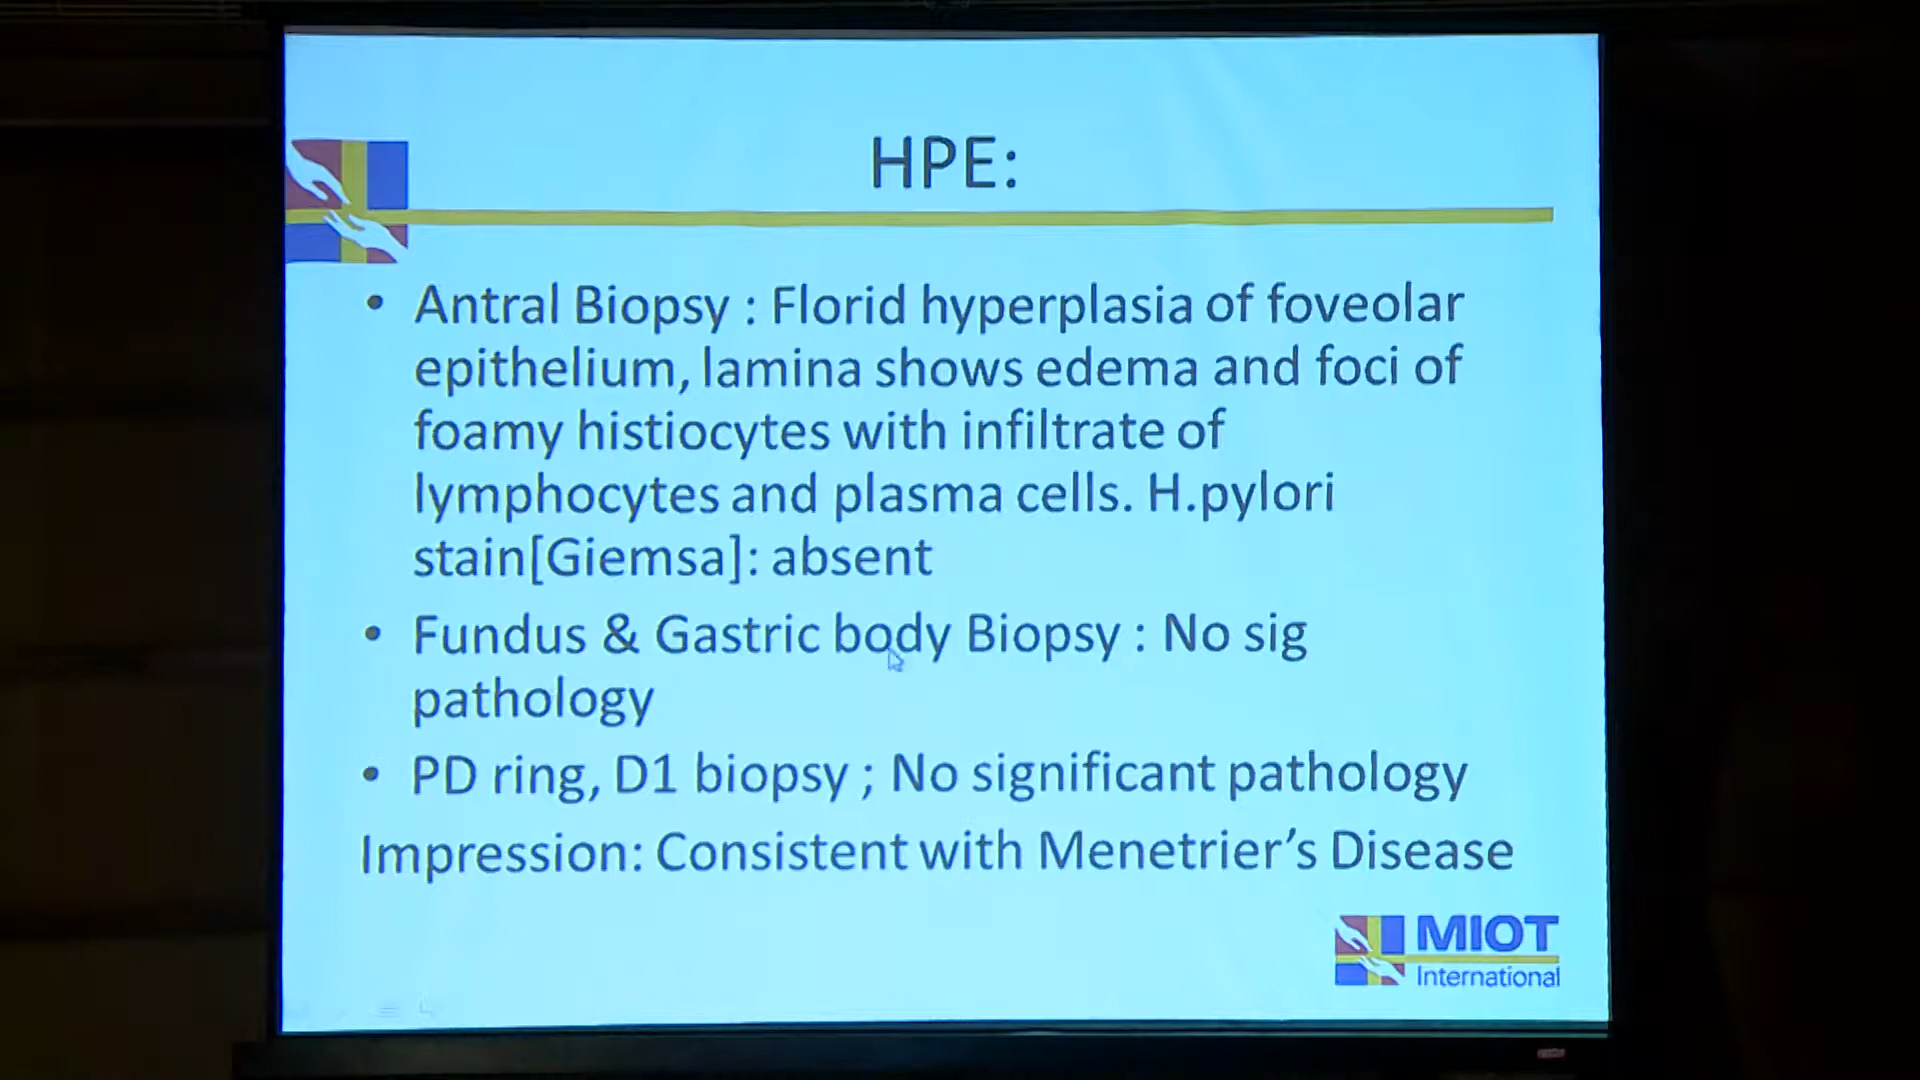 HPE:
• Antral Biopsy : Florid hyperplasia of foveolar
epithelium, lamina shows edema and foci of
foamy histiocytes with infiltrate of
lymphocytes and plasma cells. H.pylori
stain[Giemsa]: absent
• Fundus & Gastric body Biopsy : No sig
pathology
• PD ring, D1 biopsy ; No significant pathology
Impression: Consistent with Menetrier's Disease
MIOT
International